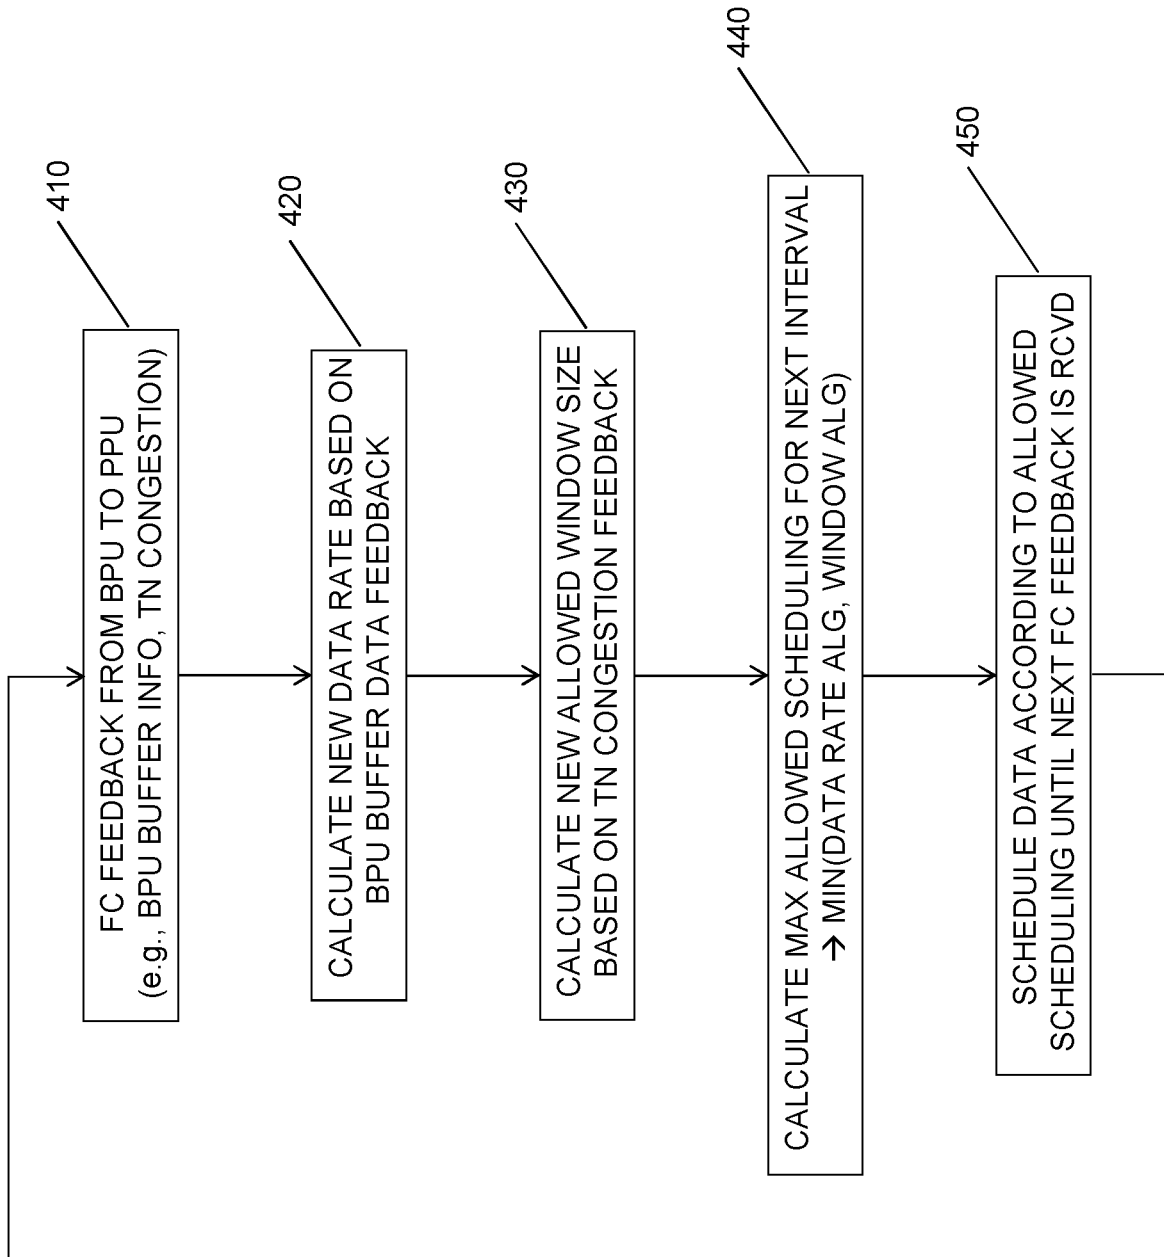 410
FC FEEDBACK FROM BPU TO PPU
(e.g., BPU BUFFER INFO, TN CONGESTION)
420
CALCULATE NEW DATA RATE BASED ON
BPU BUFFER DATA FEEDBACK
430
CALCULATE NEW ALLOWED WINDOW SIZE
BASED ON TN CONGESTION FEEDBACK
440
CALCULATE MAX ALLOWED SCHEDULING FOR NEXT INTERVAL
→ MIN(DATA RATE ALG, WINDOW ALG)
450
SCHEDULE DATA ACCORDING TO ALLOWED
SCHEDULING UNTIL NEXT FC FEEDBACK IS RCVD